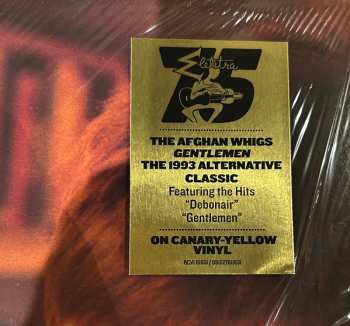 Elektra
75
THE AFGHAN WHIGS
GENTLEMEN
THE 1993 ALTERNATIVE
CLASSIC
Featuring the Hits
“Debonair”
“Gentlemen”
ON CANARY-YELLOW
VINYL